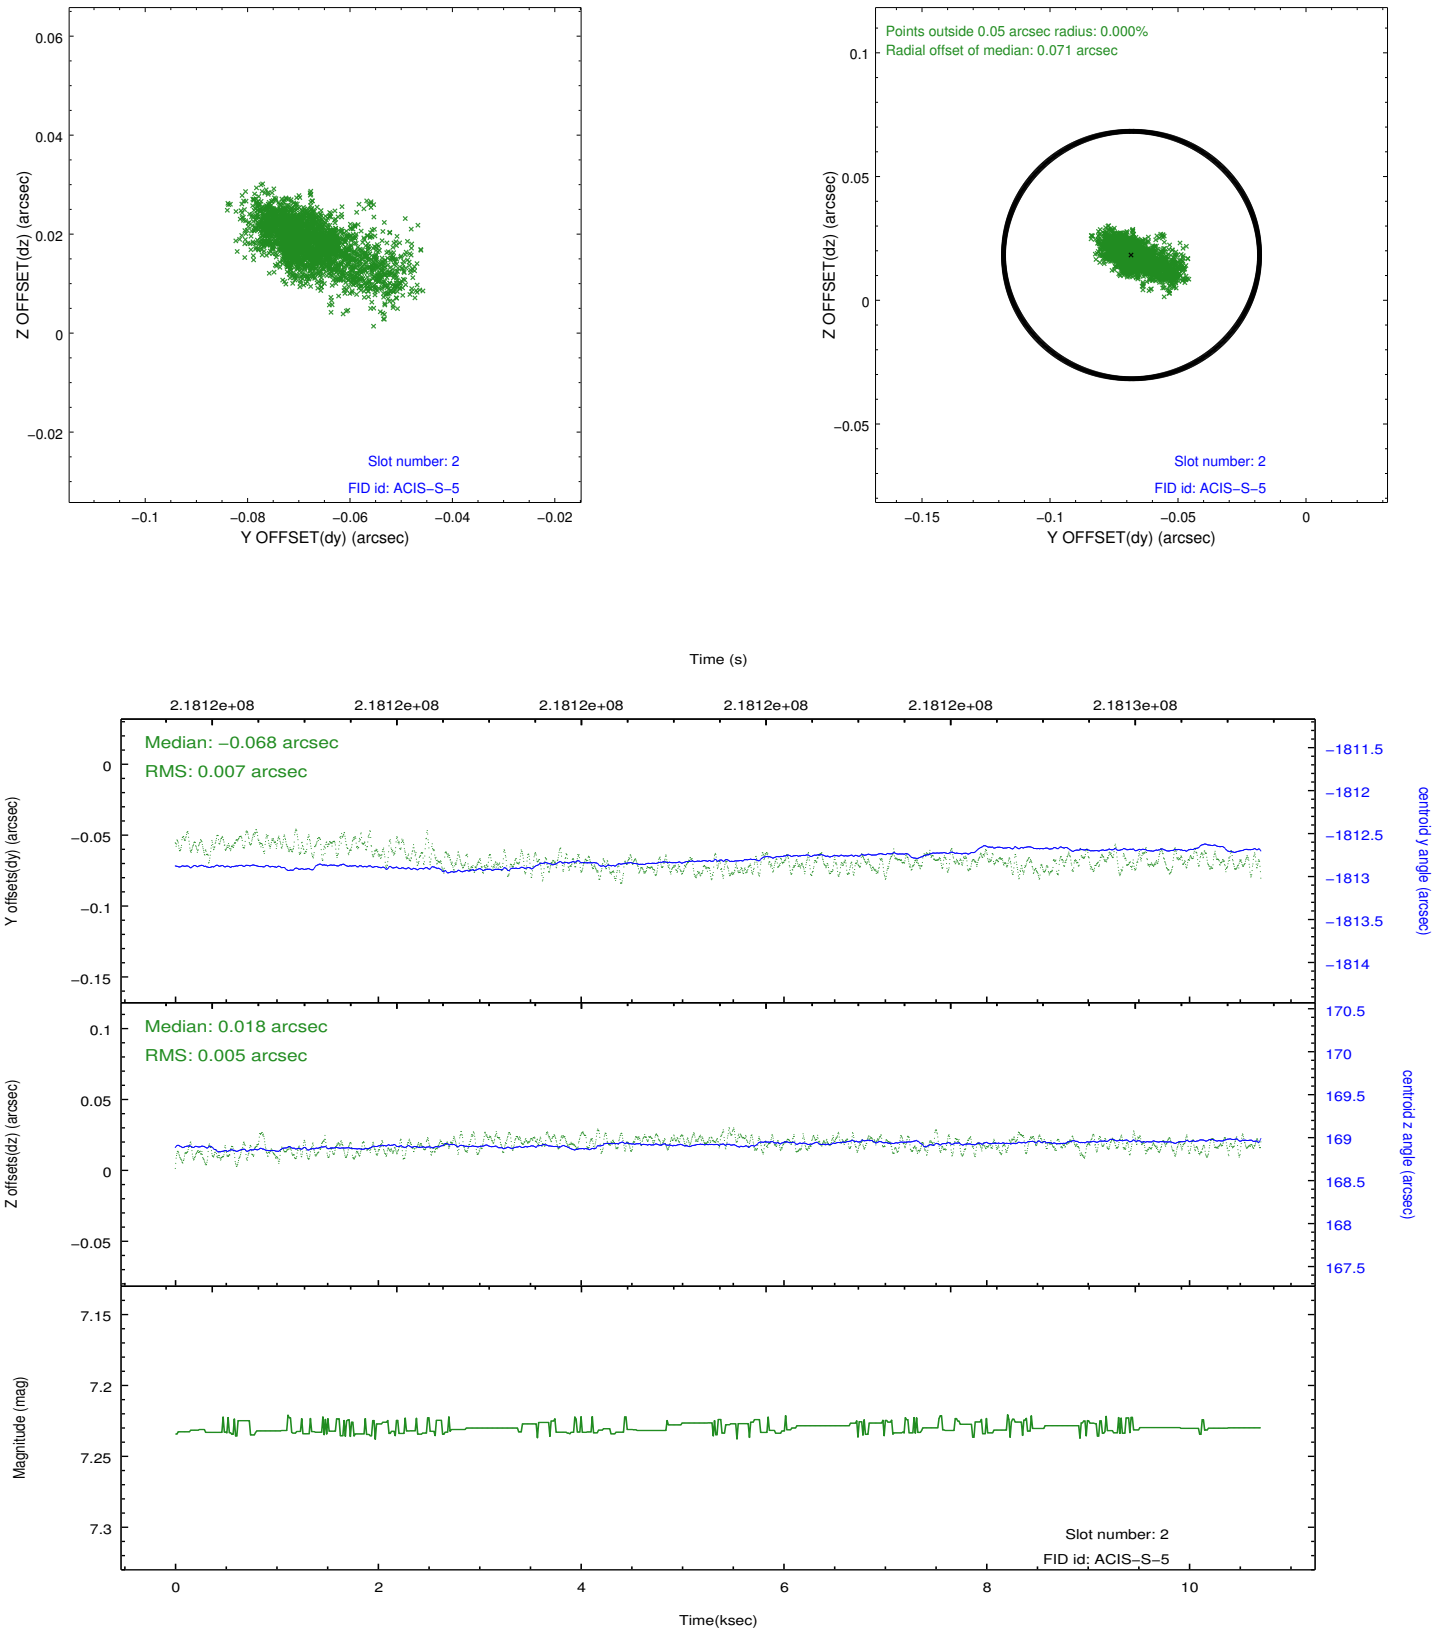 0.06
0.04
0.02
0
−0.02
Z OFFSET(dz) (arcsec)
Slot number: 2
FID id: ACIS−S−5
−0.1
−0.08
−0.06
−0.04
−0.02
Y OFFSET(dy) (arcsec)
Points outside 0.05 arcsec radius: 0.000%
Radial offset of median: 0.071 arcsec
0.1
0.05
0
−0.05
Z OFFSET(dz) (arcsec)
Slot number: 2
FID id: ACIS−S−5
−0.15
−0.1
−0.05
0
Y OFFSET(dy) (arcsec)
Time (s)
2.1812e+08
2.1812e+08
2.1812e+08
2.1812e+08
2.1812e+08
2.1813e+08
Median: −0.068 arcsec
RMS: 0.007 arcsec
0
−0.05
−0.1
−0.15
Y offsets(dy) (arcsec)
−1811.5
−1812
−1812.5
−1813
−1813.5
−1814
centroid y angle (arcsec)
Median: 0.018 arcsec
RMS: 0.005 arcsec
0.1
0.05
0
−0.05
Z offsets(dz) (arcsec)
170.5
170
169.5
169
168.5
168
167.5
centroid z angle (arcsec)
7.15
7.2
7.25
7.3
Magnitude (mag)
Slot number: 2
FID id: ACIS−S−5
0
2
4
6
8
10
Time(ksec)